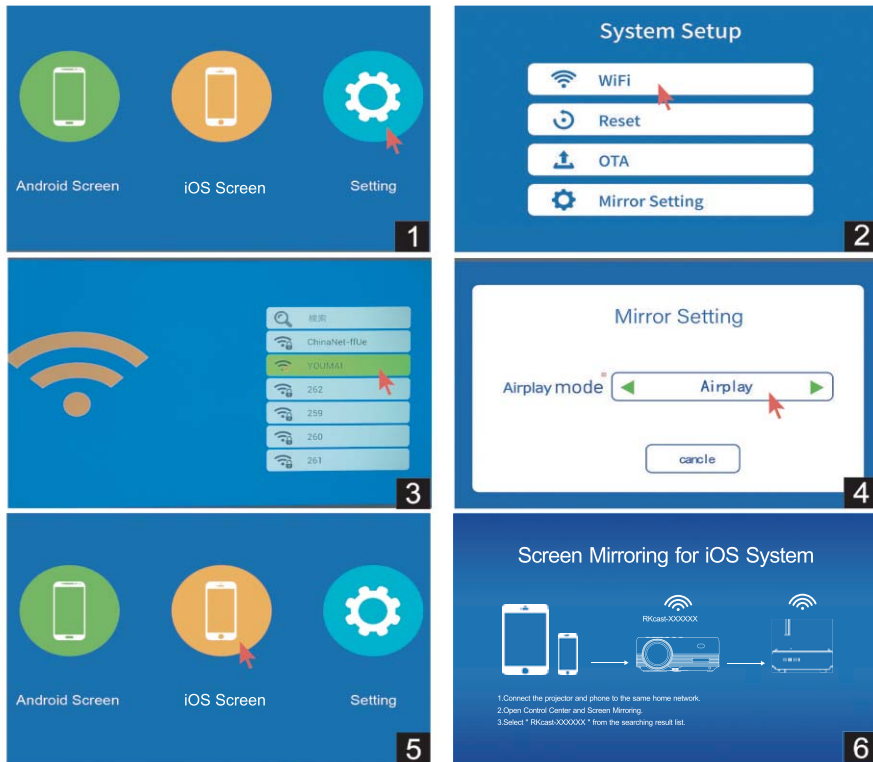 Android Screen
iOS Screen
Setting
1
System Setup
WiFi
Reset
OTA
Mirror Setting
2
検索
ChinaNet-ffUe
YOUMAI
262
259
260
261
3
Mirror Setting
Airplay mode
Airplay
cancle
4
Android Screen
iOS Screen
Setting
5
Screen Mirroring for iOS System
RKcast-XXXXXX
1.Connect the projector and phone to the same home network.
2.Open Control Center and Screen Mirroring.
3.Select " RKcast-XXXXXX " from the searching result list.
6